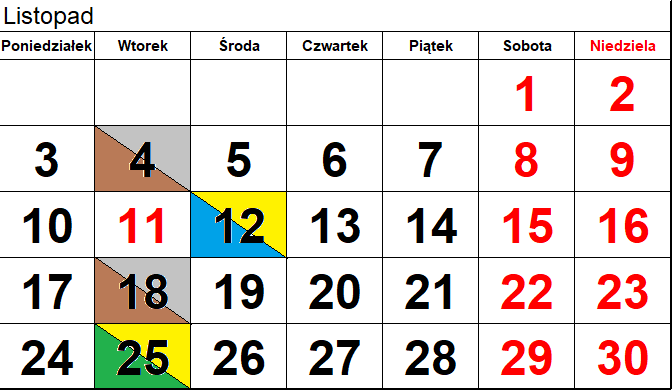 Listopad
Poniedziałek Wtorek Środa Czwartek Piątek Sobota Niedziela
1 2
3 4 5 6 7 8 9
10 11 12 13 14 15 16
17 18 19 20 21 22 23
24 25 26 27 28 29 30